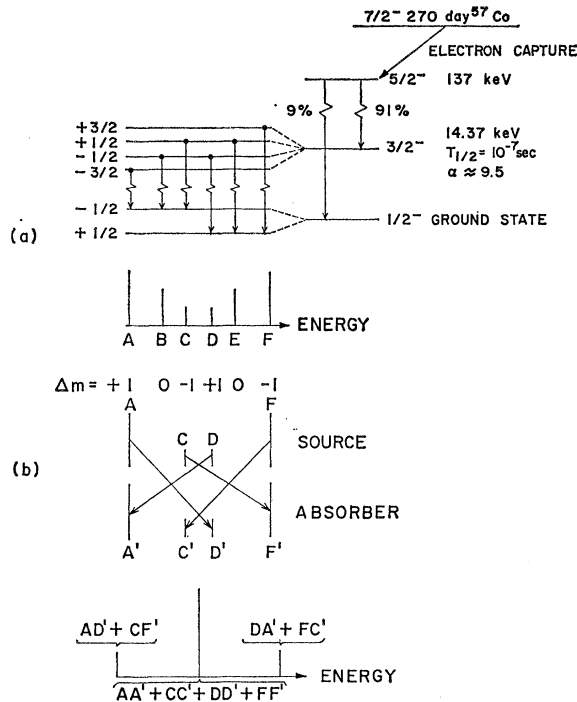 7/2⁻ 270 day ⁵⁷Co
ELECTRON CAPTURE
5/2⁻ 137 keV
9% 91%
+3/2
+1/2
-1/2
-3/2
3/2⁻ 14.37 keV
T1/2 = 10⁻⁷ sec
α ≈ 9.5
-1/2
+1/2
1/2⁻ GROUND STATE
(a)
ENERGY
A B C D E F
Δm = +1 0 -1 +1 0 -1
A F
C D SOURCE
(b)
ABSORBER
A' C' D' F'
AD' + CF' DA' + FC'
ENERGY
AA' + CC' + DD' + FF'